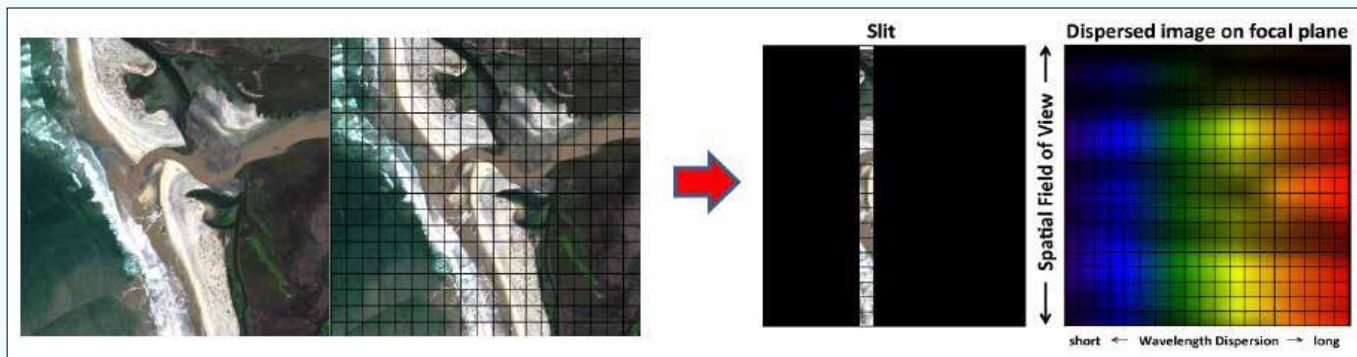 Slit
Dispersed image on focal plane
← Spatial Field of View →
short ← Wavelength Dispersion → long